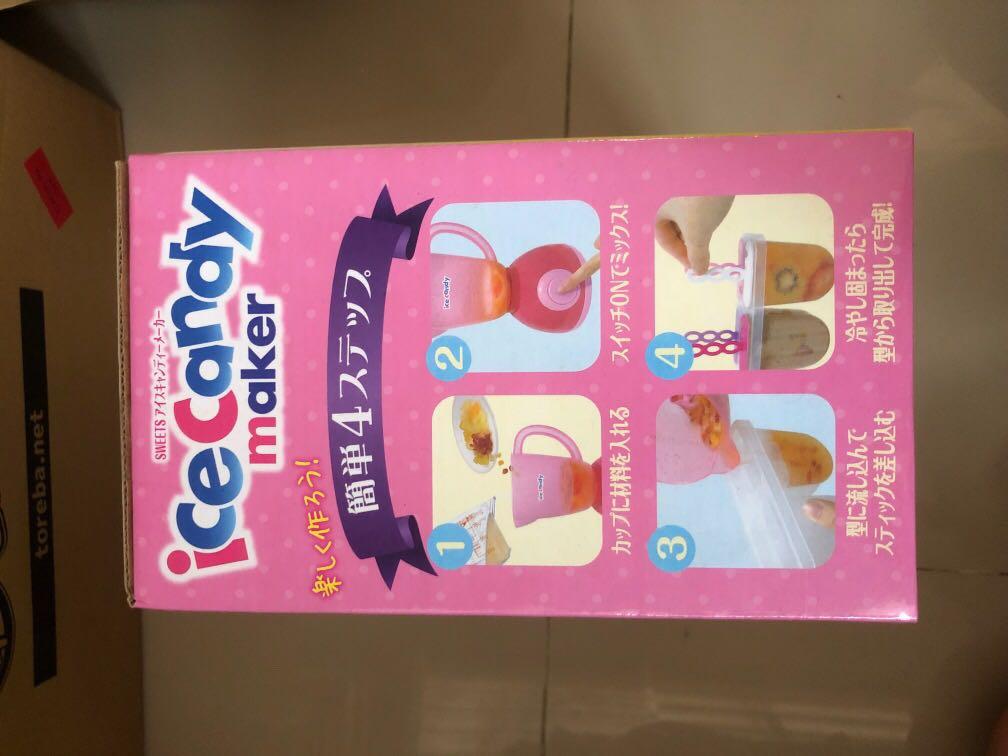 SWEETS アイスキャンディーメーカー
iceCandy
maker
楽しく作ろう!
簡単4ステップ
1
カップに材料を入れる
2
スイッチONでミックス!
3
型に流し込んで
スティックを差し込む
4
冷やし固まったら
型から取り出して完成!
ice candy
ice candy
toreba.net